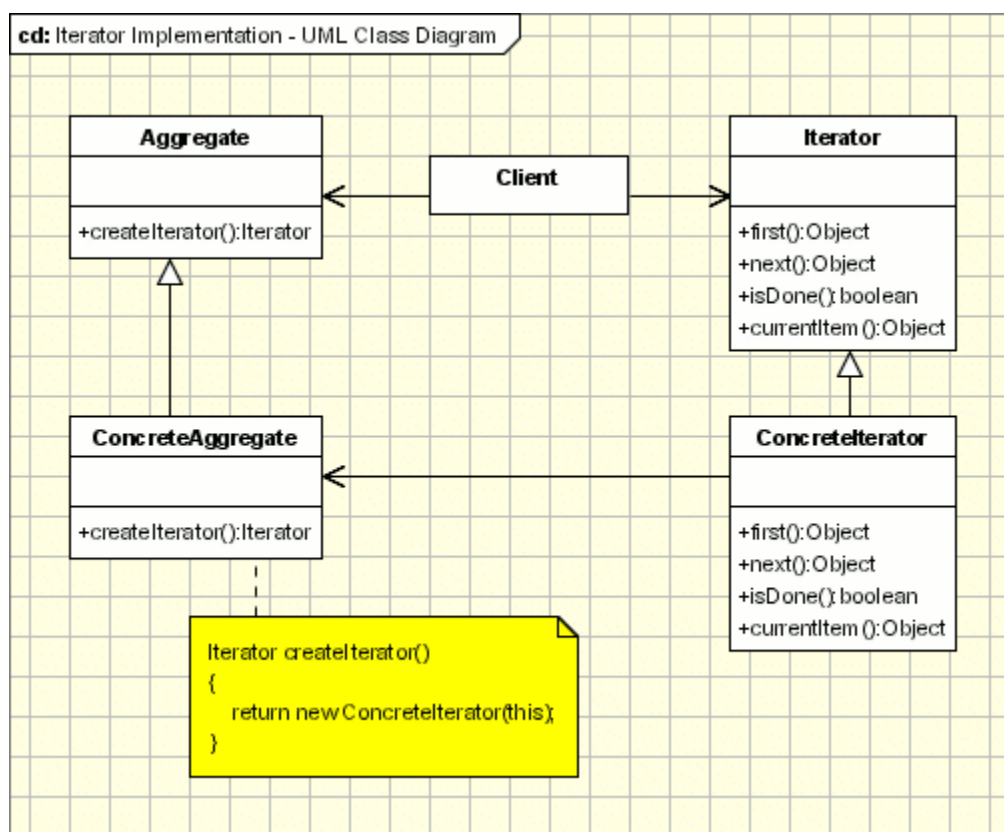 cd: Iterator Implementation - UML Class Diagram
Aggregate
+createIterator():Iterator
Client
Iterator
+first():Object
+next():Object
+isDone():boolean
+currentItem():Object
ConcreteAggregate
+createIterator():Iterator
ConcreteIterator
+first():Object
+next():Object
+isDone():boolean
+currentItem():Object
Iterator createIterator()
{
return new ConcreteIterator(this);
}